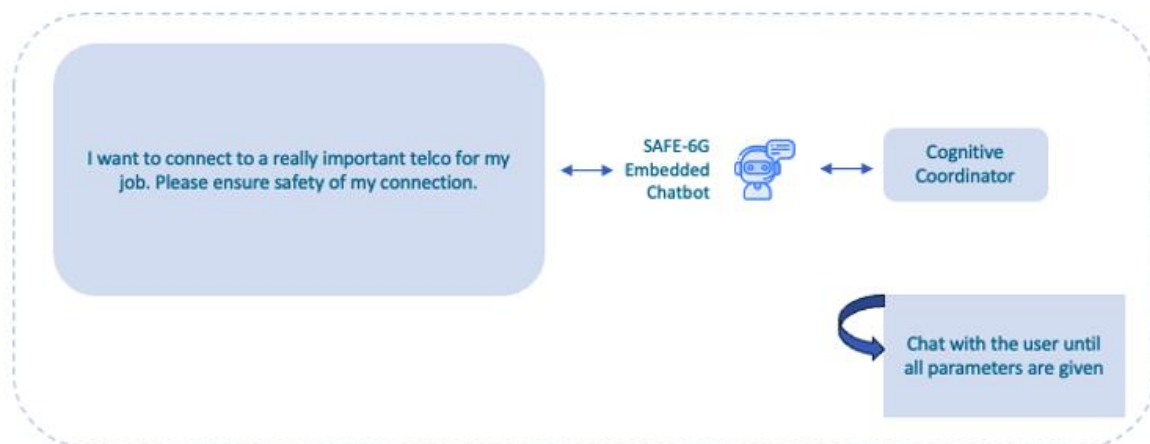 I want to connect to a really important telco for my
job. Please ensure safety of my connection.
SAFE-6G
Embedded
Chatbot
Cognitive
Coordinator
Chat with the user until
all parameters are given